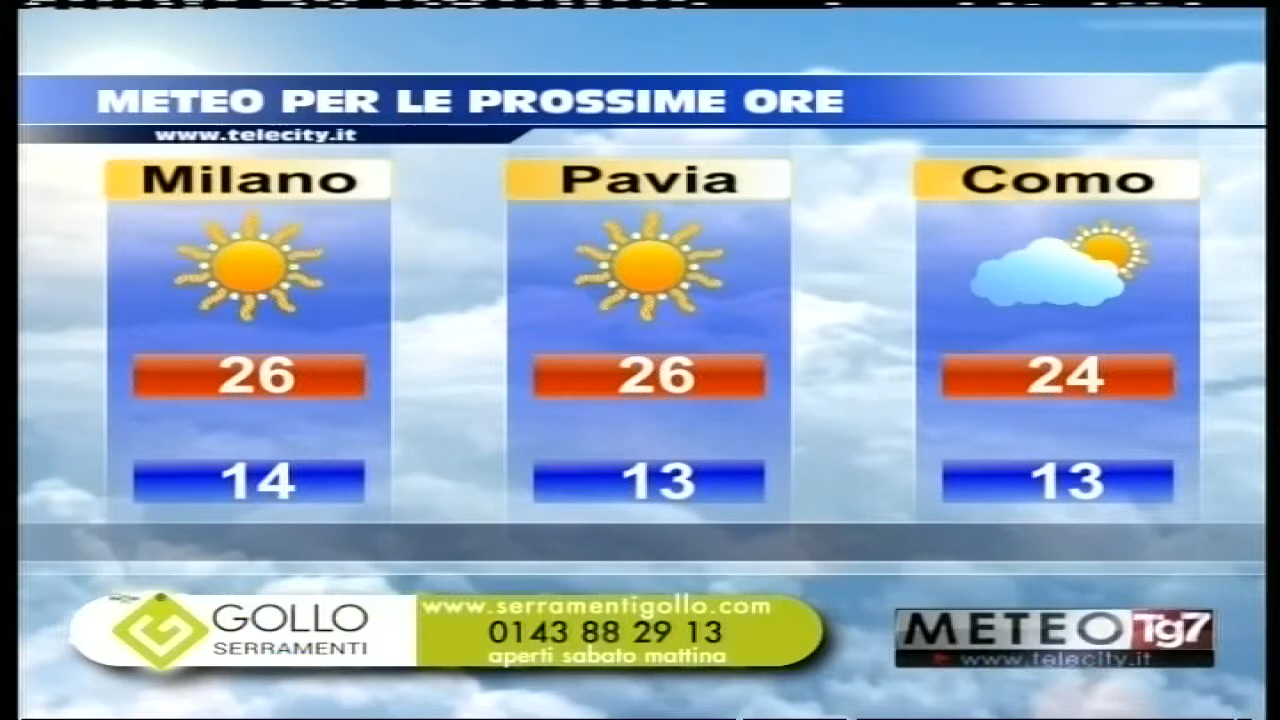 METEO PER LE PROSSIME ORE
www.telecity.it
Milano Pavia Como
26 26 24
14 13 13
GOLLO
SERRAMENTI
www.serramentigollo.com
0143 88 29 13
aperti sabato mattina
METEO Tg7
www.telecity.it